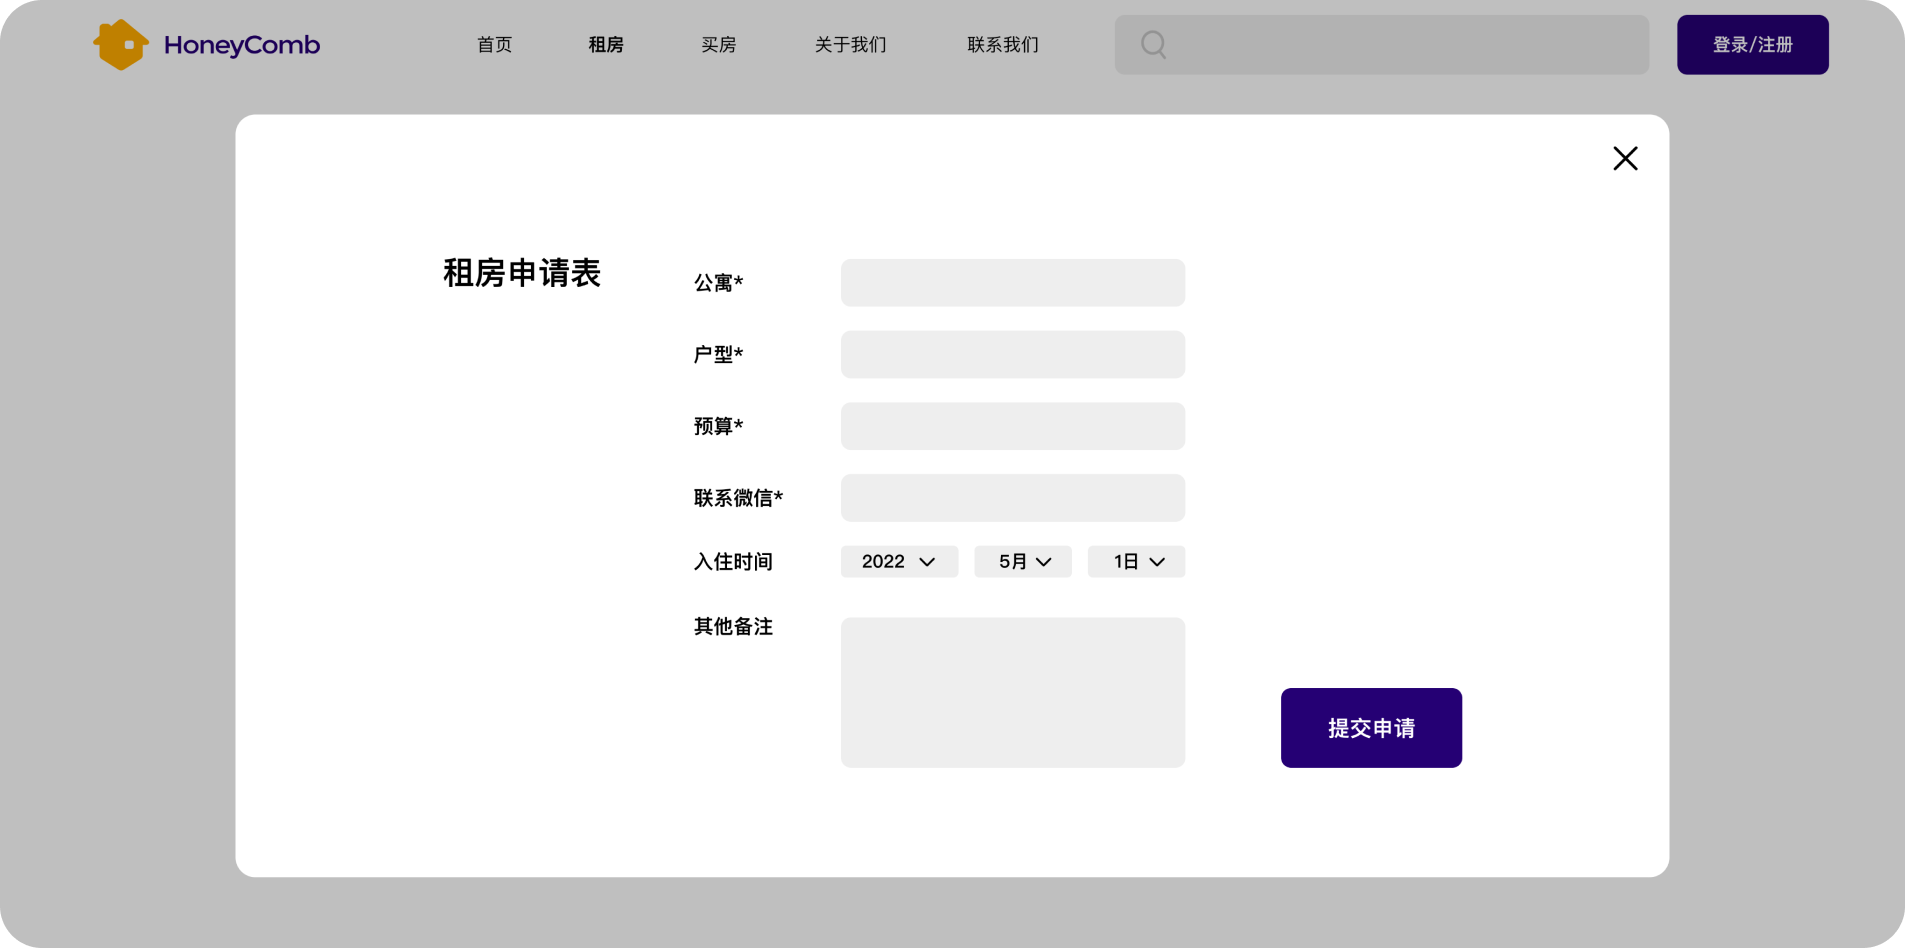 HoneyComb 首页 租房 买房 关于我们 联系我们 登录/注册
租房申请表
公寓*
户型*
预算*
联系微信*
入住时间 2022 5月 1日
其他备注
提交申请